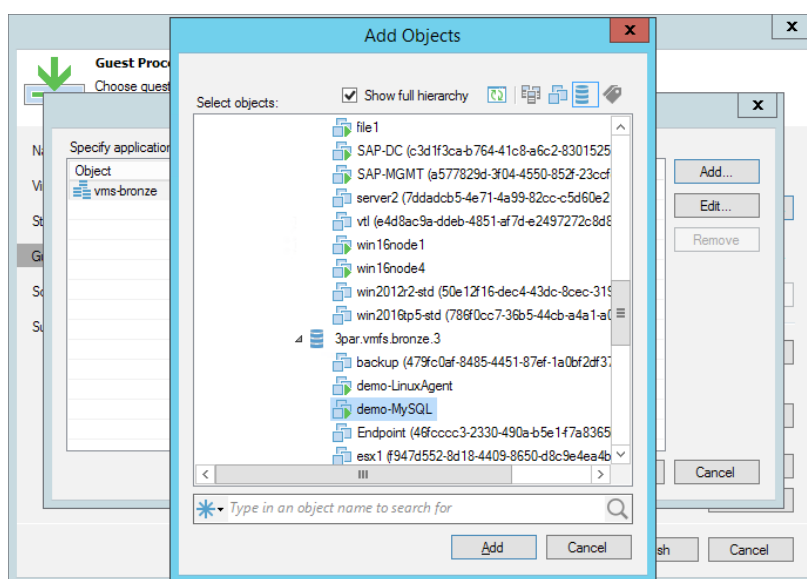 Add Objects
x
x
Guest Proc
Choose guest
Select objects:
Show full hierarchy
x
Specify application
Object
vms-bronze
Add...
Edit...
Remove
file1
SAP-DC (c3d1f3ca-b764-41c8-a6c2-8301525
SAP-MGMT (a577829d-3f04-4550-852f-23ccf
server2 (7ddadcb5-4e71-4a99-82cc-c5d60e2
vtl (e4d8ac9a-ddeb-4851-af7d-e2497272c8d8
win16node1
win16node4
win2012r2-std (50e12f16-dec4-43dc-8cec-319
win2016tp5-std (786f0cc7-36b5-44cb-a4a1-a0
3par.vmfs.bronze.3
backup (479fc0af-8485-4451-87ef-1a0bf2df37
demo-LinuxAgent
demo-MySQL
Endpoint (46fcccc3-2330-490a-b5e1-f7a8365
esx1 (f947d552-8d18-4409-8650-d8c9e4ea4b
Cancel
Type in an object name to search for
Add
Cancel
sh
Cancel